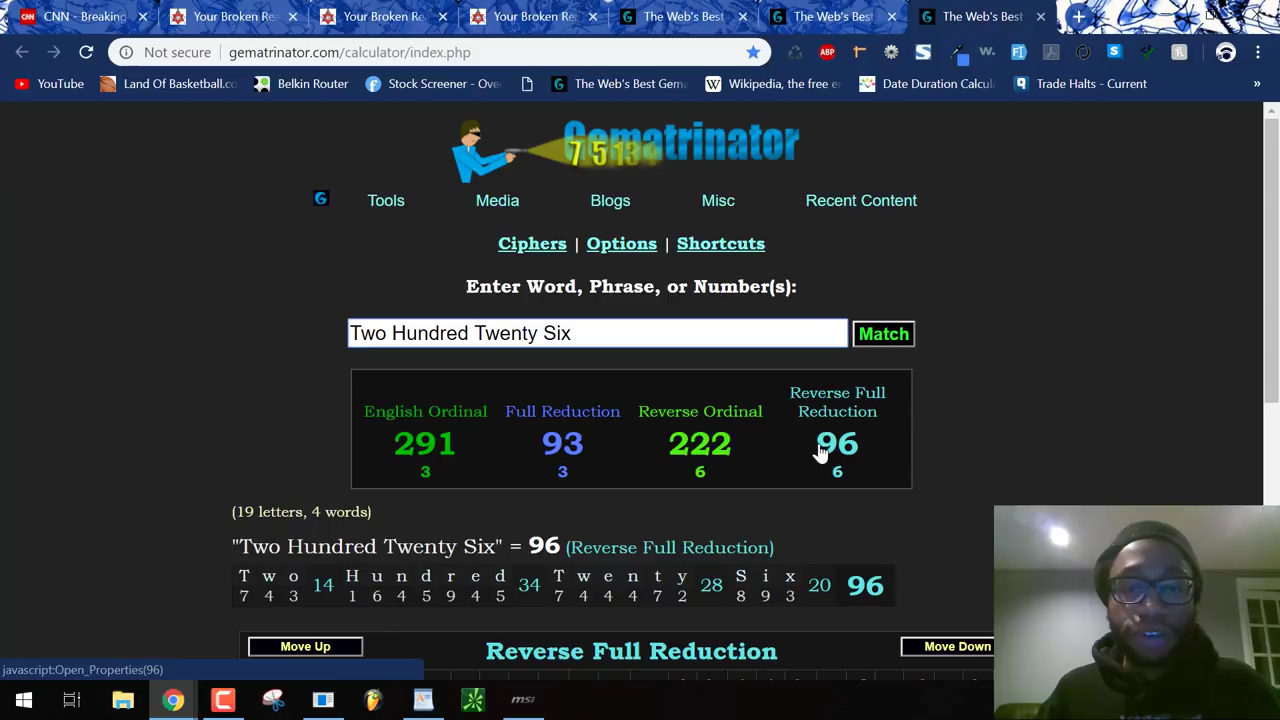 CNN - Breaking
Your Broken Re
Your Broken Re
Your Broken Re
The Web's Best
The Web's Best
The Web's Best
Not secure gematrinator.com/calculator/index.php
YouTube Land Of Basketball.co Belkin Router Stock Screener - Ove The Web's Best Gema Wikipedia, the free e Date Duration Calcul Trade Halts - Current »
Gematrinator
7 5 13
Tools Media Blogs Misc Recent Content
Ciphers | Options | Shortcuts
Enter Word, Phrase, or Number(s):
Two Hundred Twenty Six Match
English Ordinal Full Reduction Reverse Ordinal Reverse Full Reduction
291 93 222 96
3 3 6 6
(19 letters, 4 words)
"Two Hundred Twenty Six" = 96 (Reverse Full Reduction)
T w o 14 H u n d r e d 34 T w e n t y 28 S i x 20 96
7 4 3 1 6 4 5 9 4 5 7 4 4 4 7 2 8 9 3
Move Up Reverse Full Reduction Move Down
javascript:Open_Properties(96)
msi